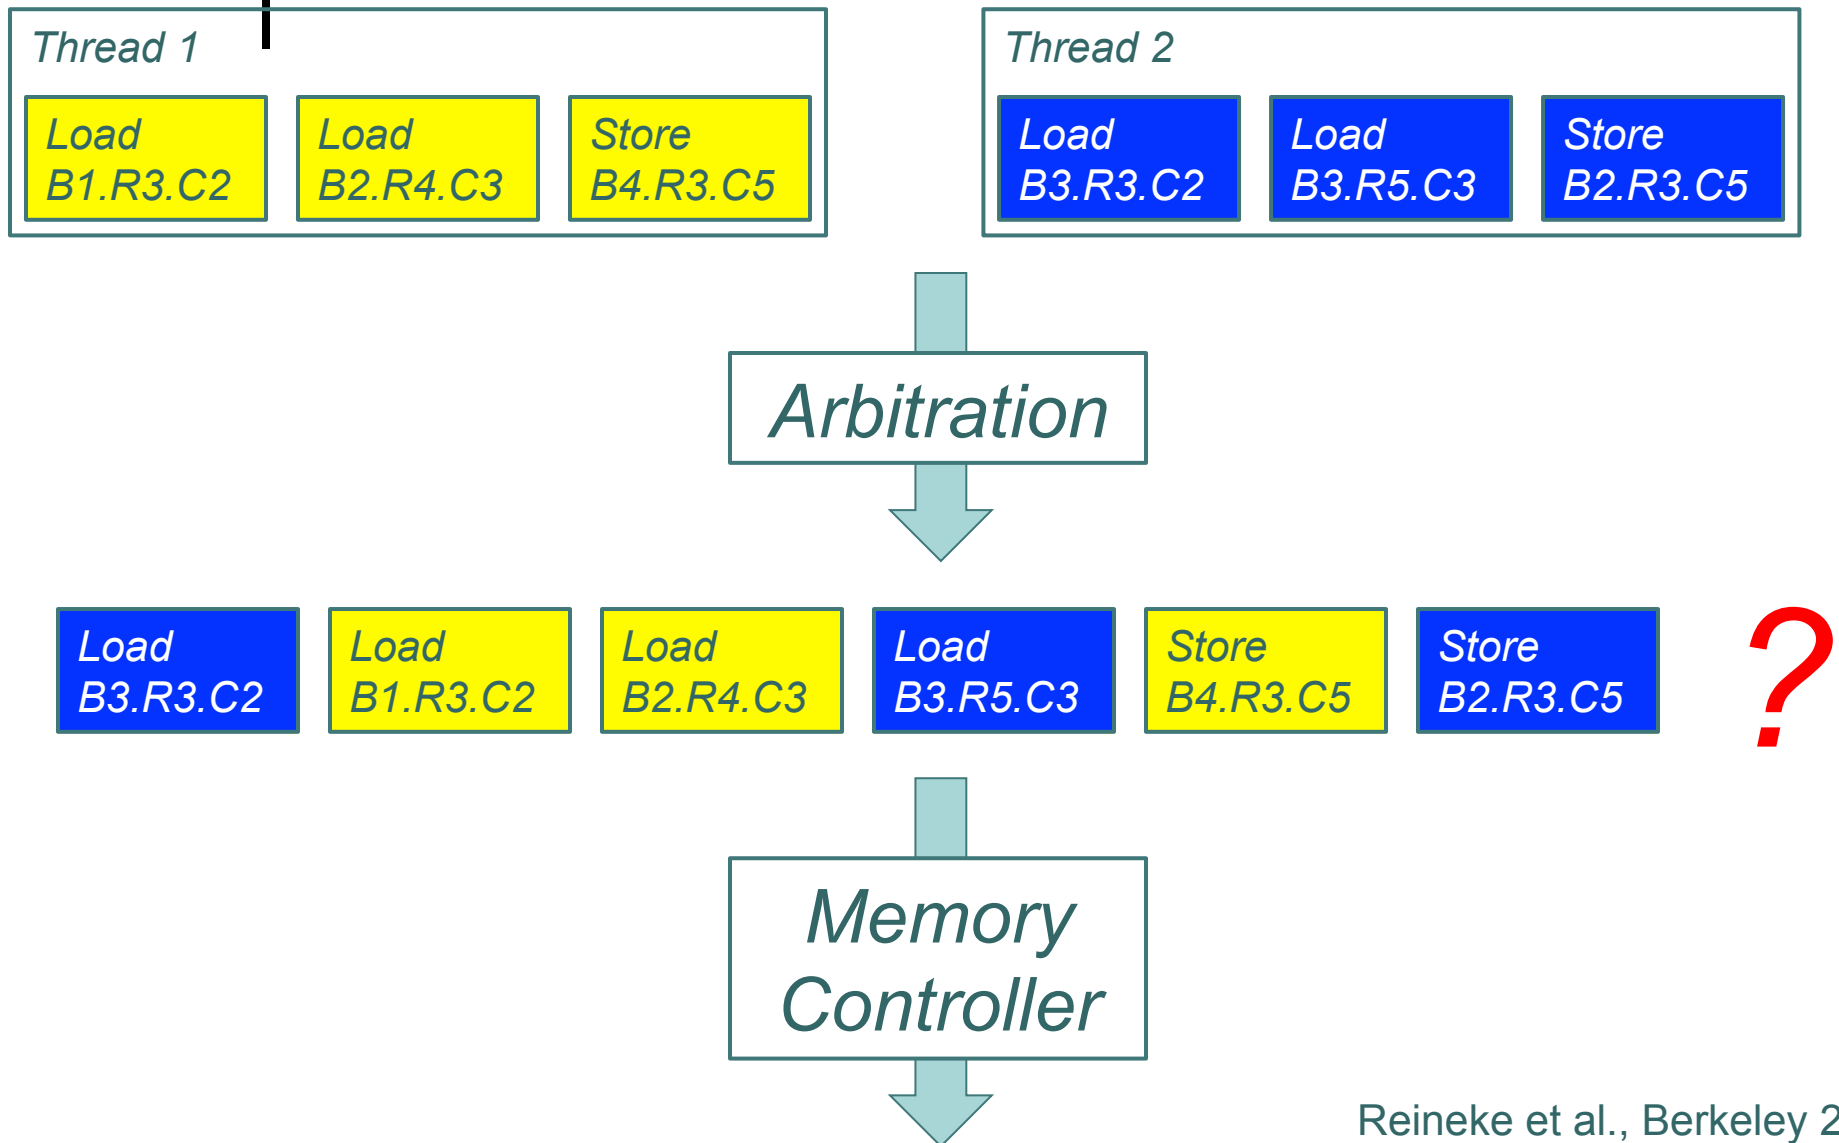 Thread 1
Load
B1.R3.C2
Load
B2.R4.C3
Store
B4.R3.C5
Thread 2
Load
B3.R3.C2
Load
B3.R5.C3
Store
B2.R3.C5
Arbitration
Load
B3.R3.C2
Load
B1.R3.C2
Load
B2.R4.C3
Load
B3.R5.C3
Store
B4.R3.C5
Store
B2.R3.C5
?
Memory
Controller
Reineke et al., Berkeley 2